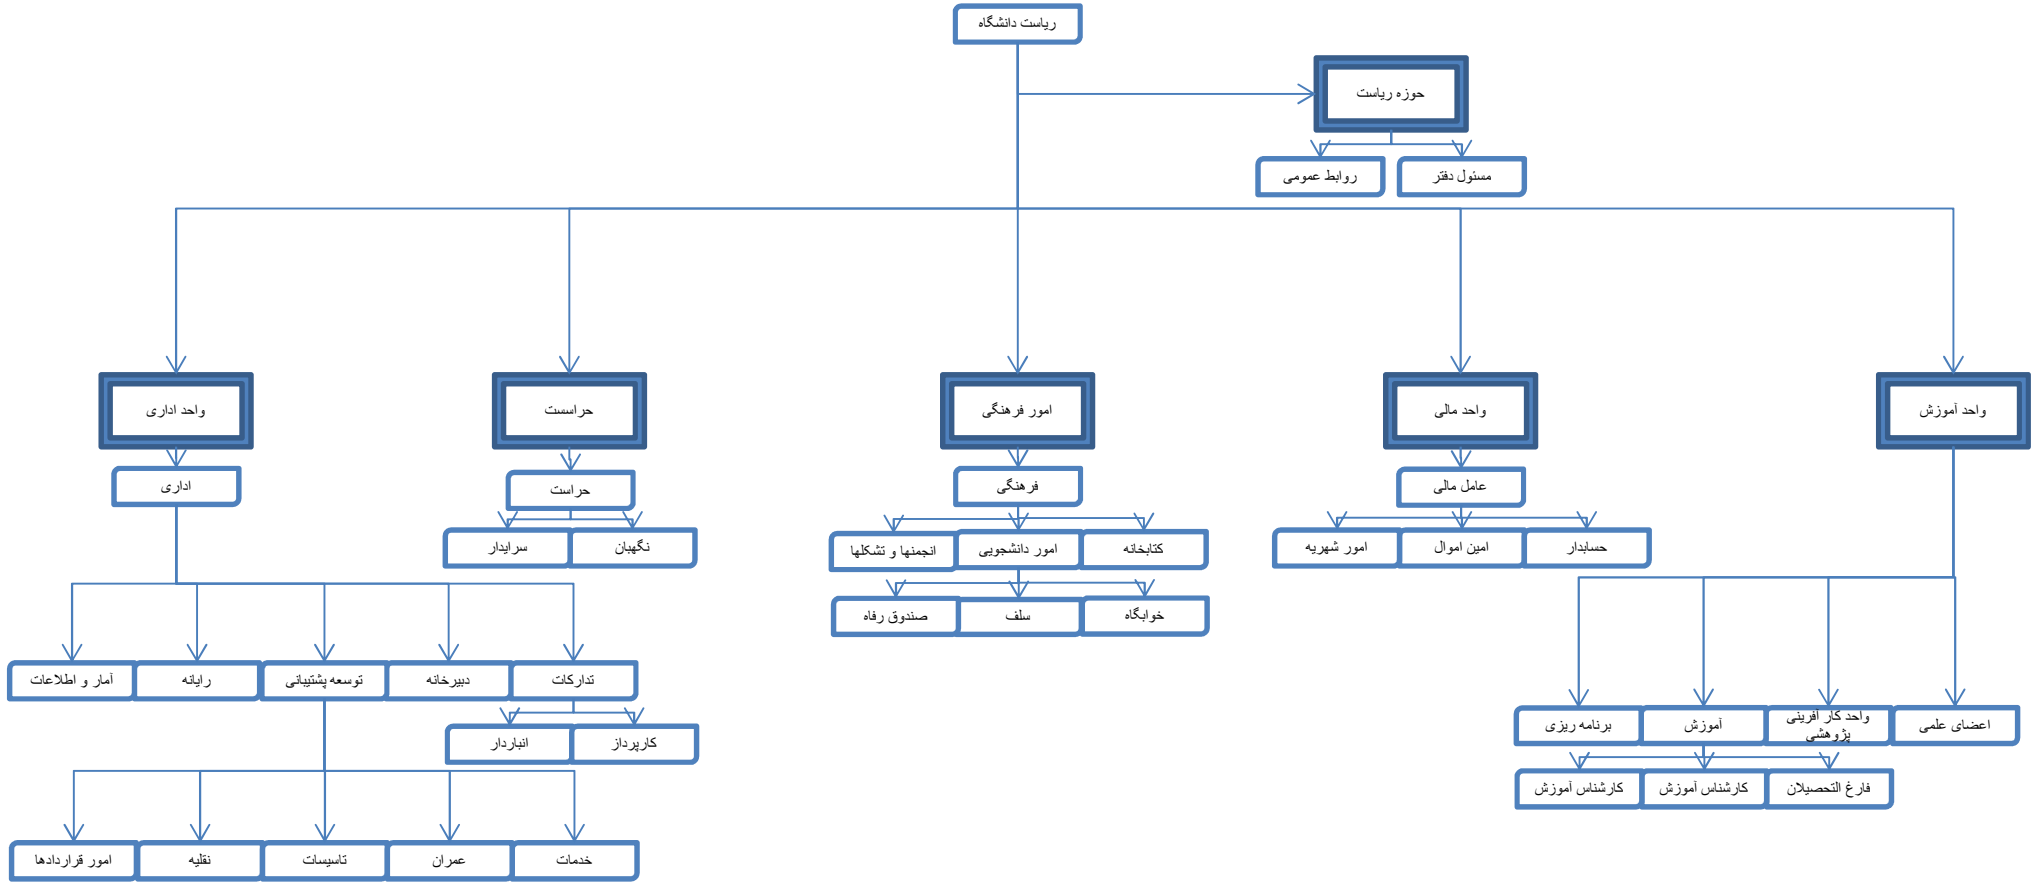 ریاست دانشگاه
حوزه ریاست
مسئول دفتر
روابط عمومی
واحد آموزش
واحد مالی
امور فرهنگی
حراسست
واحد اداری
عامل مالی
فرهنگی
حراست
اداری
حسابدار
امین اموال
امور شهریه
کتابخانه
امور دانشجویی
انجمنها و تشکلها
نگهبان
سرایدار
خوابگاه
سلف
صندوق رفاه
تدارکات
دبیرخانه
توسعه پشتیبانی
رایانه
آمار و اطلاعات
اعضای علمی
واحد کار آفرینی
پژوهشی
آموزش
برنامه ریزی
کارپرداز
انباردار
فارغ التحصیلان
کارشناس آموزش
کارشناس آموزش
خدمات
عمران
تاسیسات
نقلیه
امور قراردادها